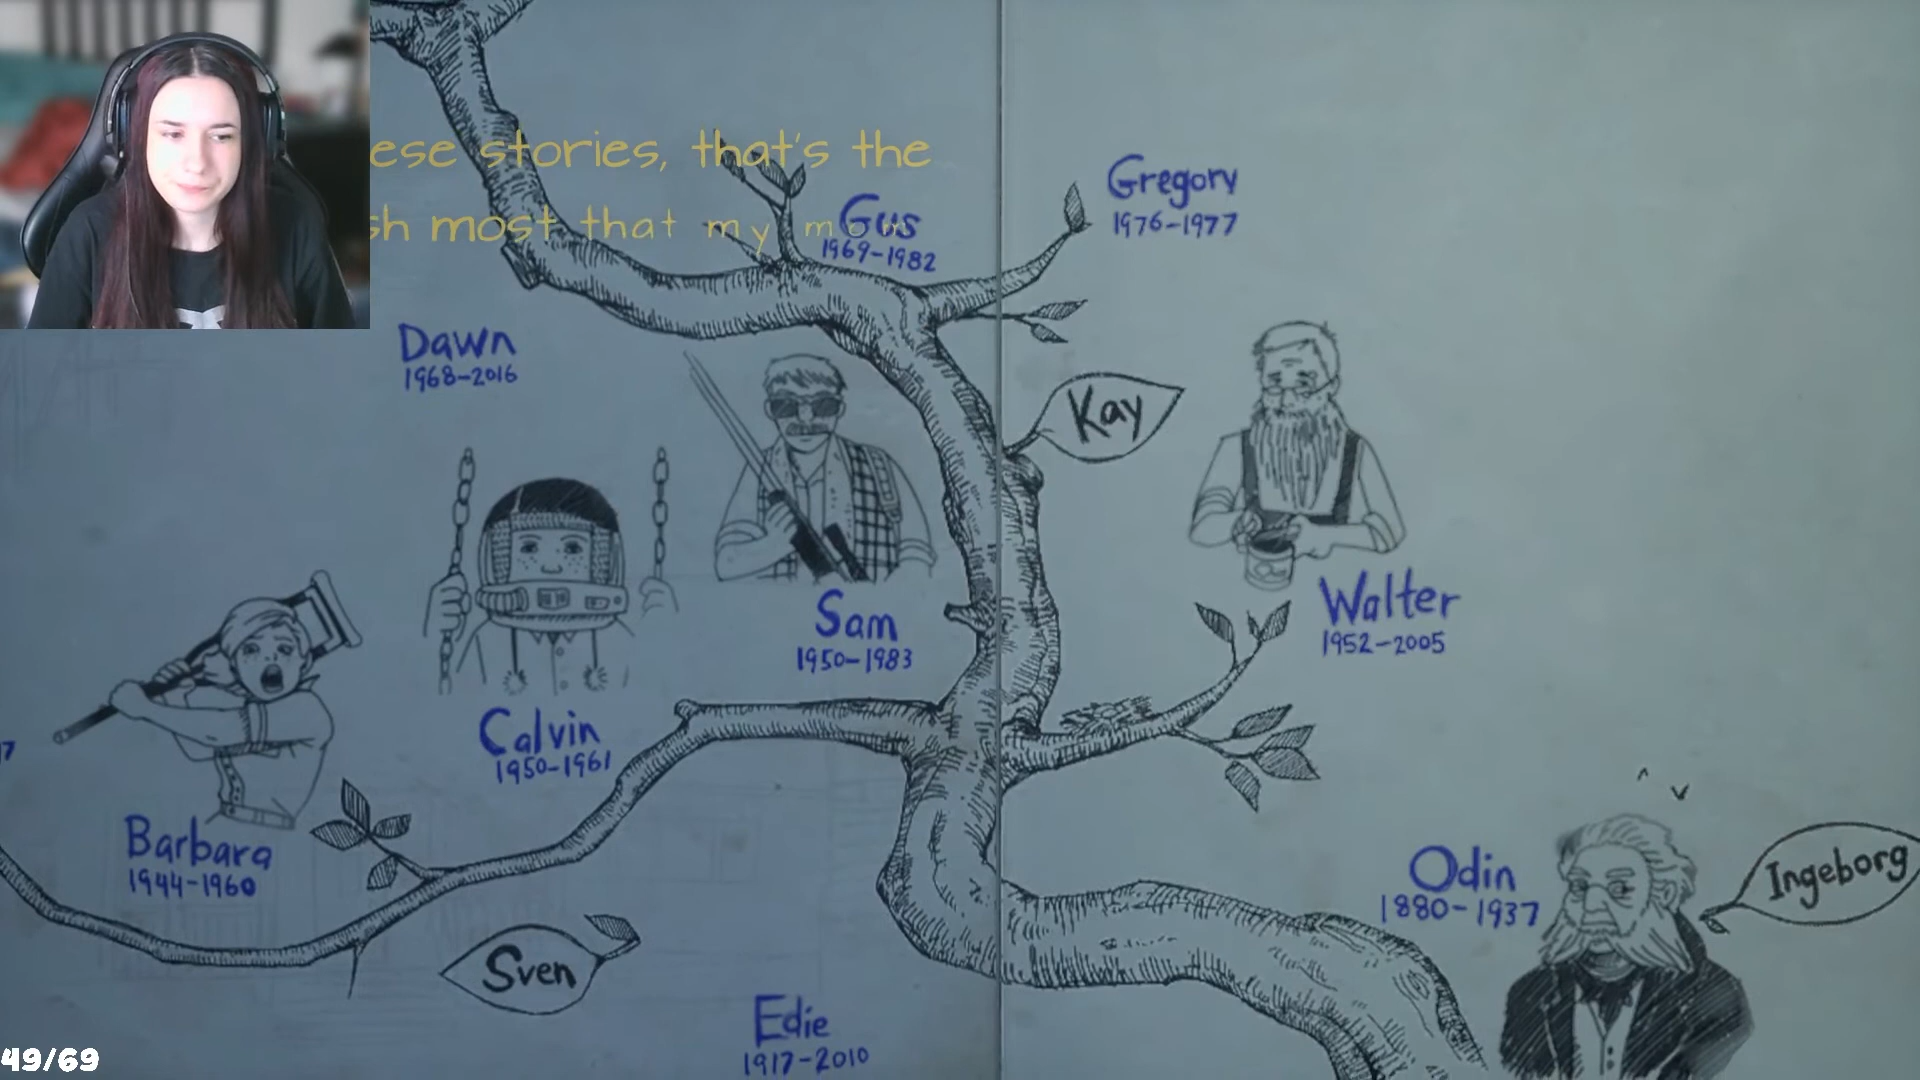 ese stories, that's the
sh most that my mom
Gus
1969-1982
Gregory
1976-1977
Dawn
1968-2016
Kay
Sam
1950-1983
Walter
1952-2005
Calvin
1950-1961
Barbara
1944-1960
7
Odin
1880-1937
Ingeborg
Sven
Edie
1917-2010
49/69